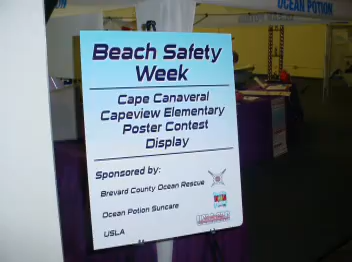 OCEAN POTION
Beach Safety
Week
Cape Canaveral
Capeview Elementary
Poster Contest
Display
Sponsored by:
Brevard County Ocean Rescue
Ocean Potion Suncare
USLA